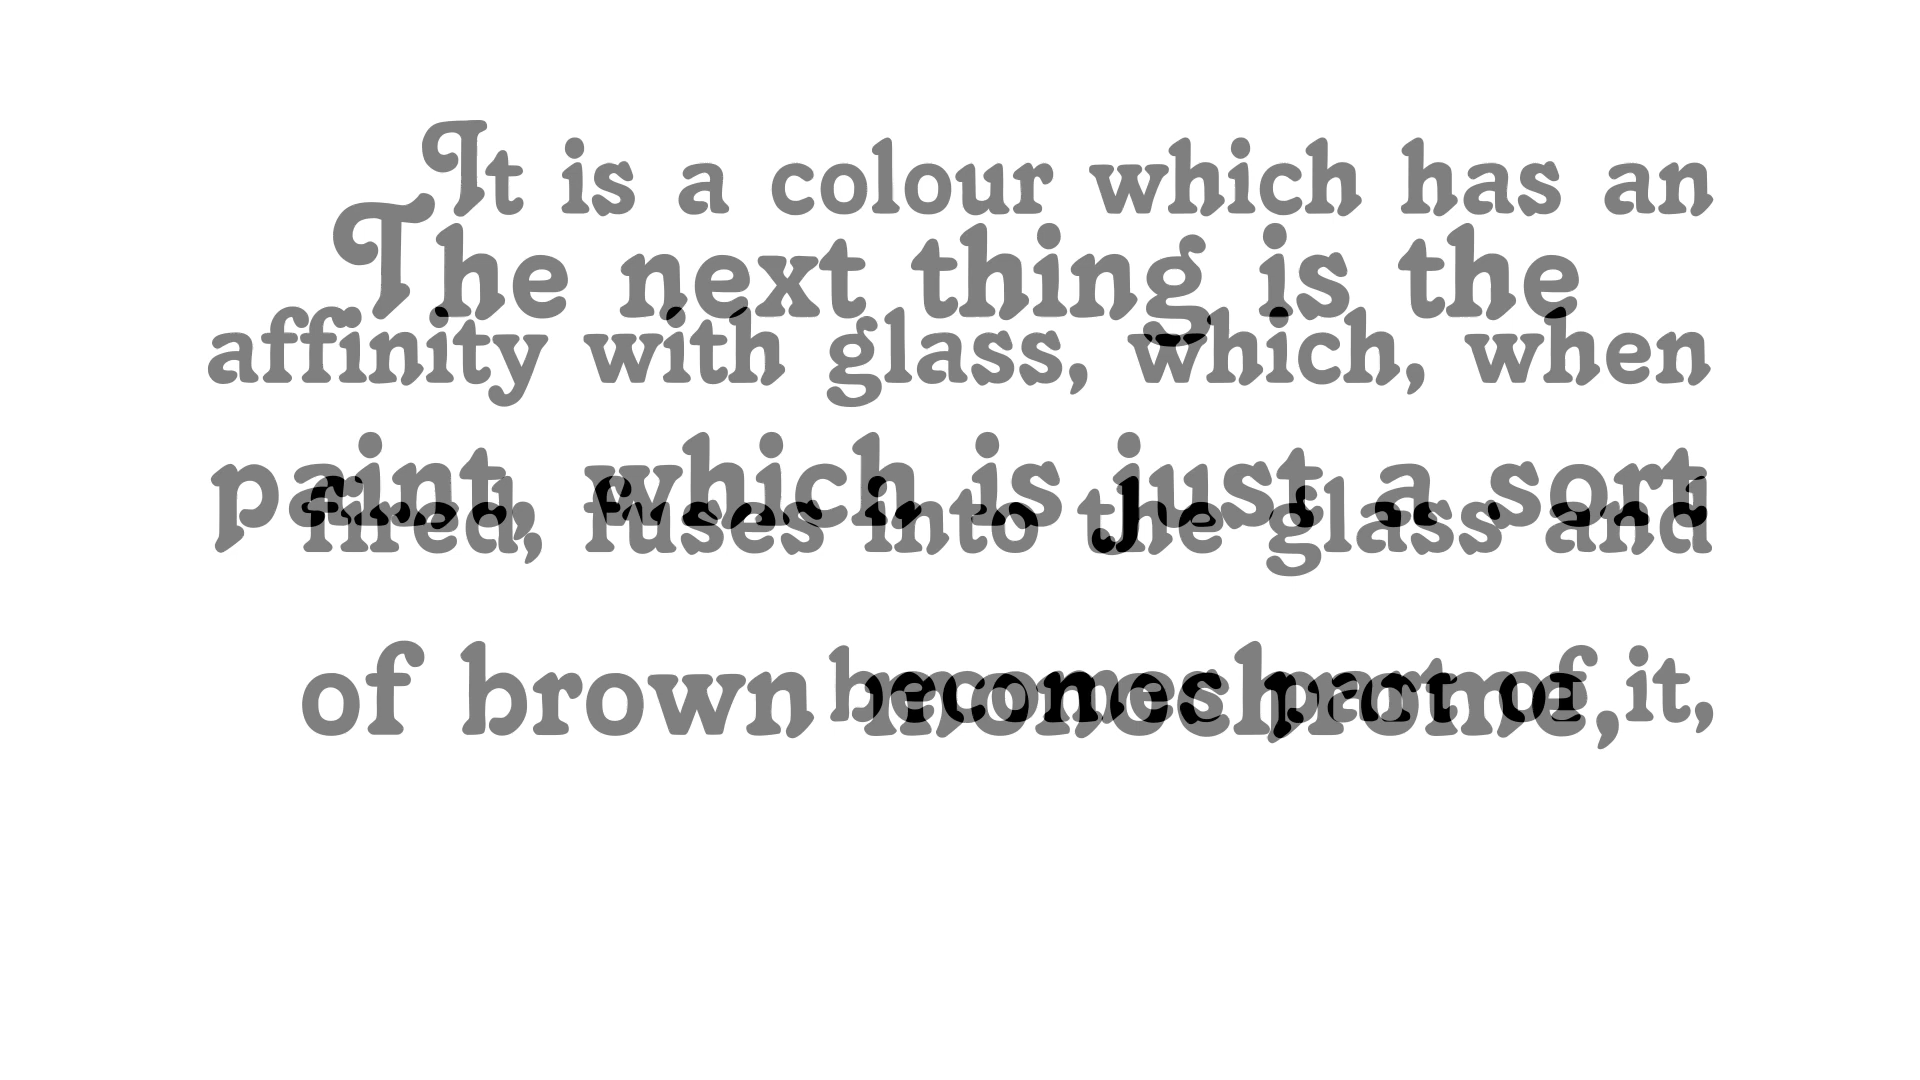 It is a colour which has an
affinity with glass, which, when
fired, fuses into the glass and
becomes part of it,
The next thing is the
paint, which is just a sort
of brown monochrome,